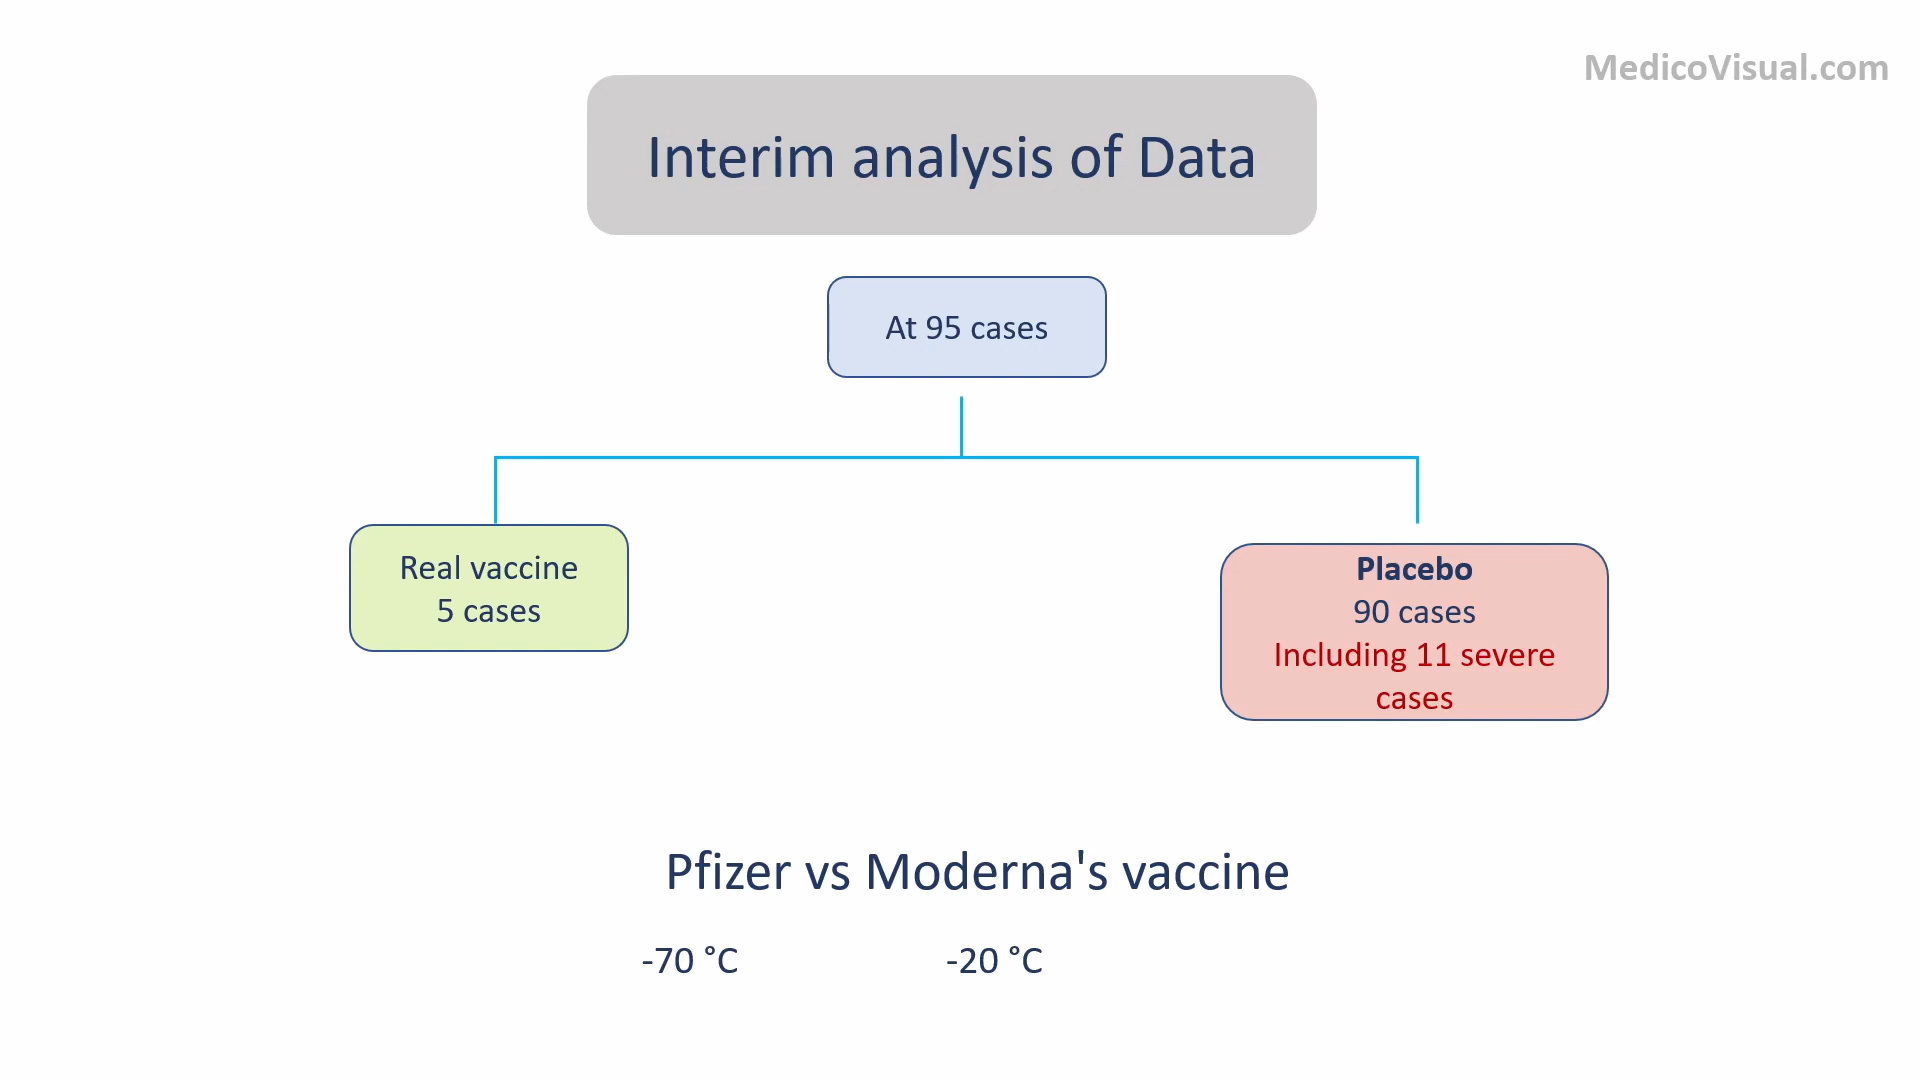 MedicoVisual.com
Interim analysis of Data
At 95 cases
Real vaccine
5 cases
Placebo
90 cases
Including 11 severe
cases
Pfizer vs Moderna's vaccine
-70 °C
-20 °C